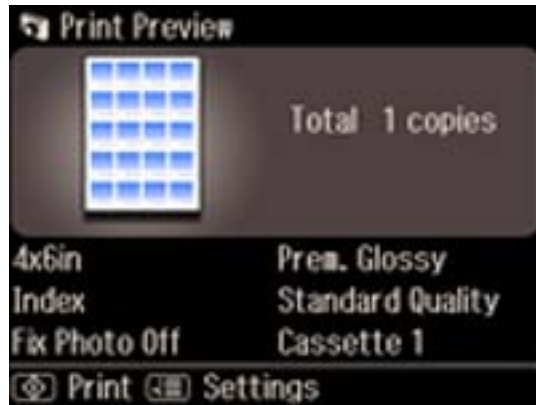 Print Preview
Total 1 copies
4x6in Prem. Glossy
Index Standard Quality
Fix Photo Off Cassette 1
Print Settings